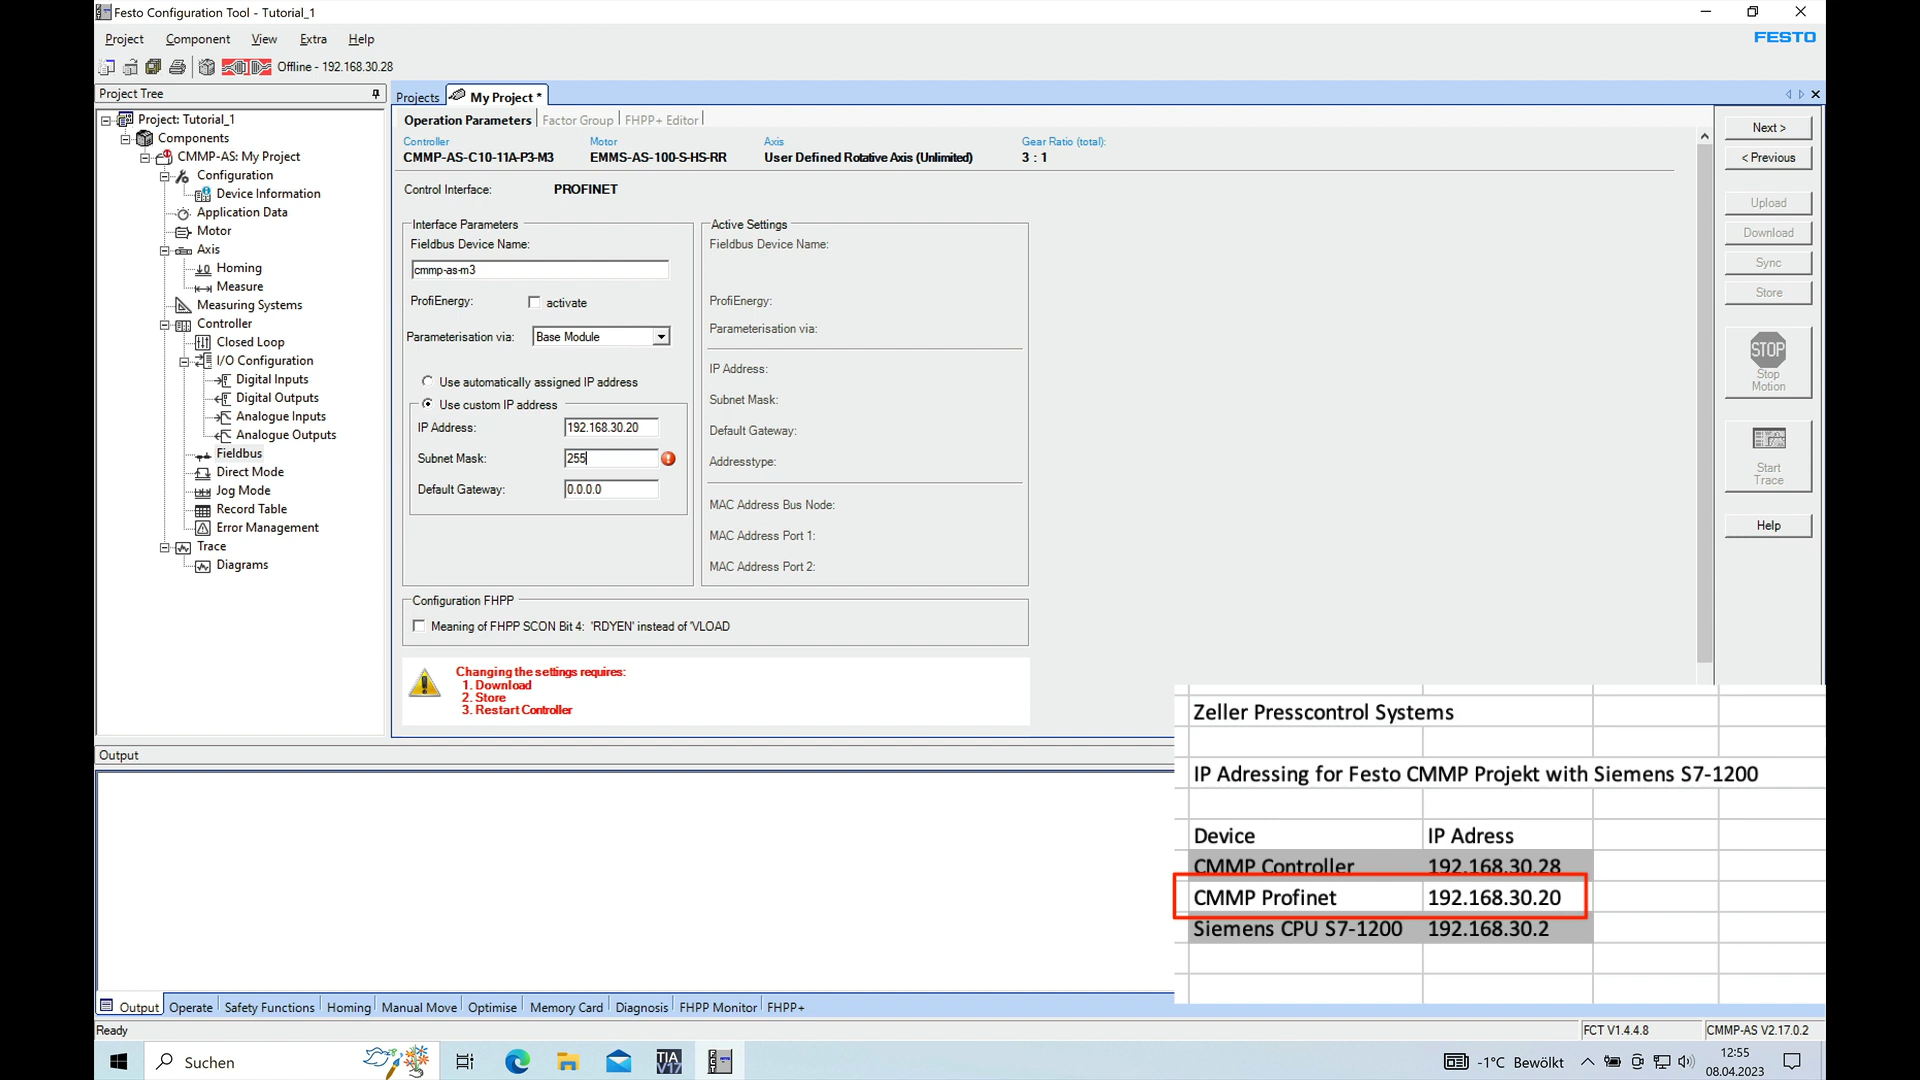 Festo Configuration Tool - Tutorial_1
Project Component View Extra Help
FESTO
Offline - 192.168.30.28
Project Tree
Project: Tutorial_1
Components
CMMP-AS: My Project
Configuration
Device Information
Application Data
Motor
Axis
Homing
Measure
Measuring Systems
Controller
Closed Loop
I/O Configuration
Digital Inputs
Digital Outputs
Analogue Inputs
Analogue Outputs
Fieldbus
Direct Mode
Jog Mode
Record Table
Error Management
Trace
Diagrams
Projects My Project *
Operation Parameters Factor Group FHPP+ Editor
Controller Motor Axis Gear Ratio (total):
CMMP-AS-C10-11A-P3-M3 EMMS-AS-100-S-HS-RR User Defined Rotative Axis (Unlimited) 3 : 1
Control Interface: PROFINET
Interface Parameters
Fieldbus Device Name:
cmmp-as-m3
ProfiEnergy: activate
Parameterisation via: Base Module
Use automatically assigned IP address
Use custom IP address
IP Address: 192.168.30.20
Subnet Mask: 255
Default Gateway: 0.0.0.0
Active Settings
Fieldbus Device Name:
ProfiEnergy:
Parameterisation via:
IP Address:
Subnet Mask:
Default Gateway:
Addresstype:
MAC Address Bus Node:
MAC Address Port 1:
MAC Address Port 2:
Configuration FHPP
Meaning of FHPP SCON Bit 4: 'RDYEN' instead of 'VLOAD
Changing the settings requires:
1. Download
2. Store
3. Restart Controller
Next >
< Previous
Upload
Download
Sync
Store
STOP
Stop
Motion
Start
Trace
Help
Zeller Presscontrol Systems
IP Adressing for Festo CMMP Projekt with Siemens S7-1200
Device IP Adress
CMMP Controller 192.168.30.28
CMMP Profinet 192.168.30.20
Siemens CPU S7-1200 192.168.30.2
Output
Output Operate Safety Functions Homing Manual Move Optimise Memory Card Diagnosis FHPP Monitor FHPP+
Ready FCT V1.4.4.8 CMMP-AS V2.17.0.2
Suchen
TIA
V17
-1°C Bewölkt
12:55
08.04.2023